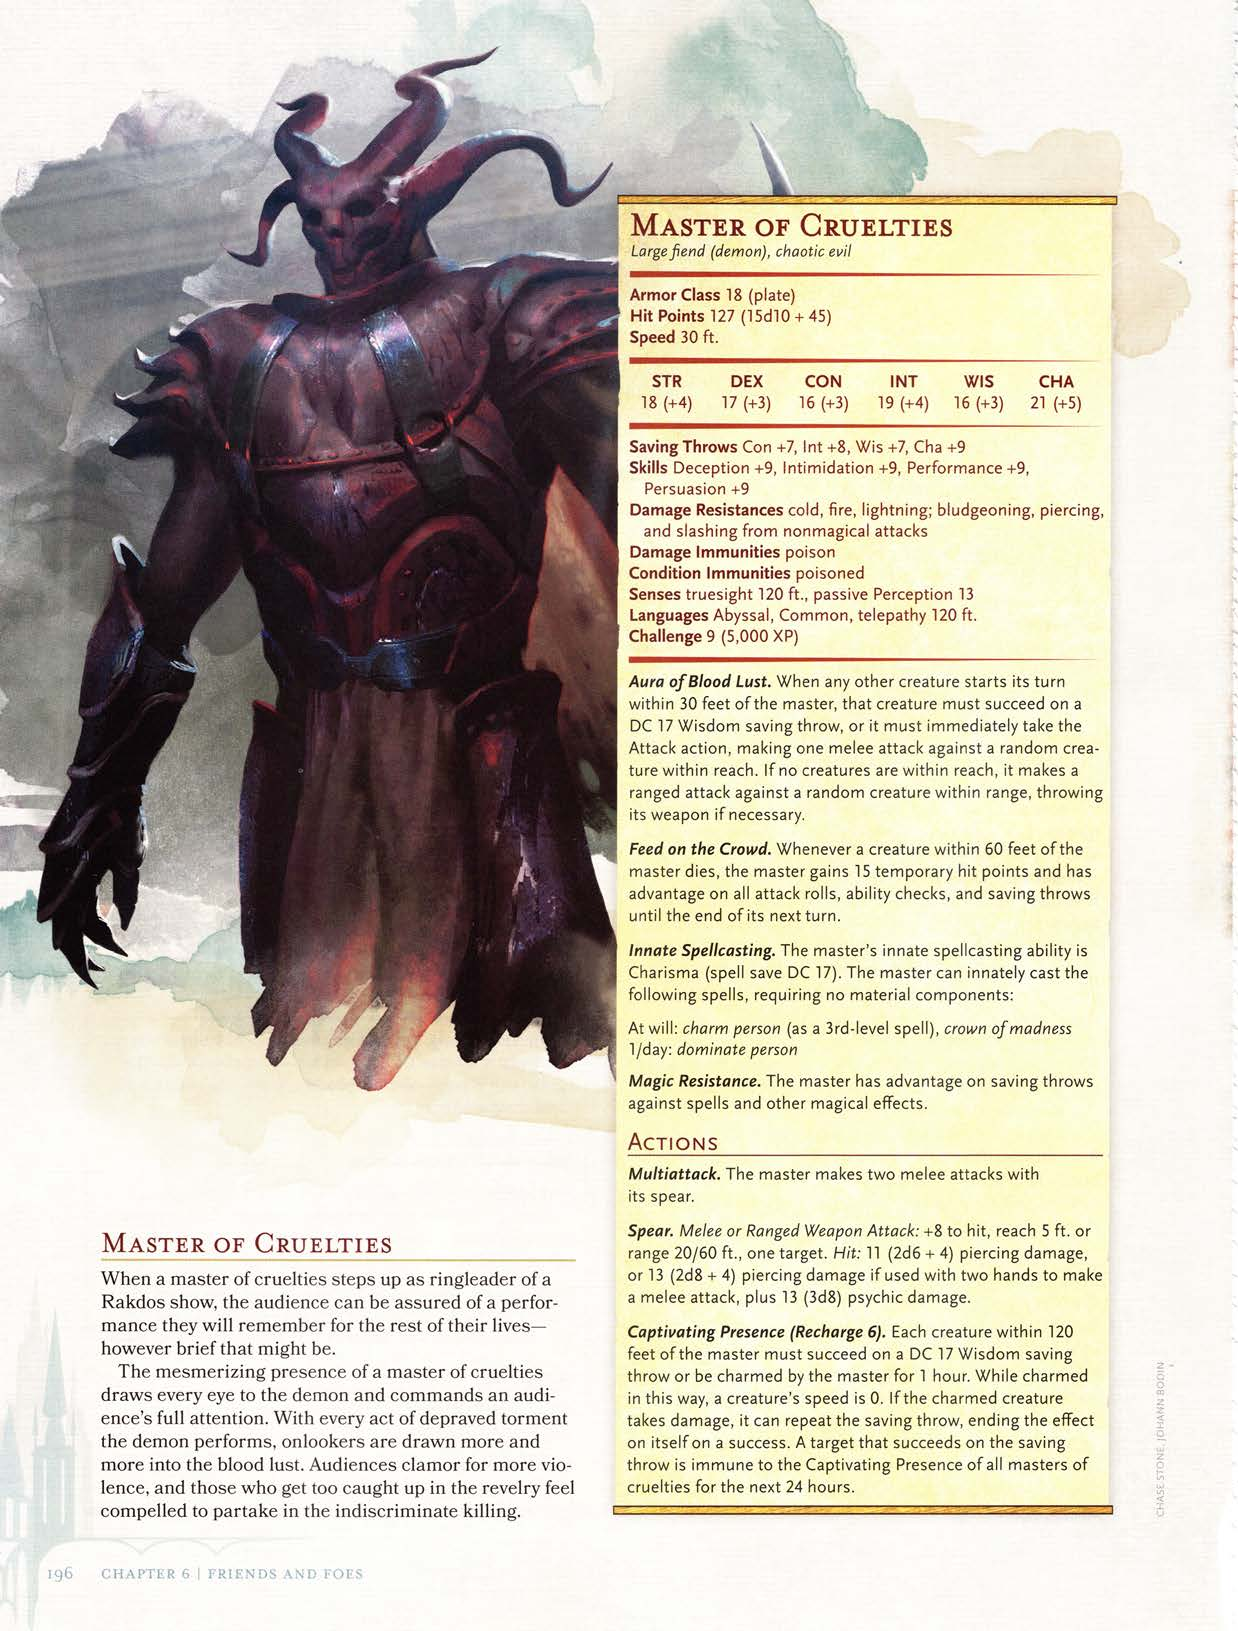 MASTER OF CRUELTIES
Large fiend (demon), chaotic evil
Armor Class 18 (plate)
Hit Points 127 (15d10 + 45)
Speed 30 ft.
STR DEX CON INT WIS CHA
18 (+4) 17 (+3) 16 (+3) 19 (+4) 16 (+3) 21 (+5)
Saving Throws Con +7, Int +8, Wis +7, Cha +9
Skills Deception +9, Intimidation +9, Performance +9,
Persuasion +9
Damage Resistances cold, fire, lightning; bludgeoning, piercing,
and slashing from nonmagical attacks
Damage Immunities poison
Condition Immunities poisoned
Senses truesight 120 ft., passive Perception 13
Languages Abyssal, Common, telepathy 120 ft.
Challenge 9 (5,000 XP)
Aura of Blood Lust. When any other creature starts its turn
within 30 feet of the master, that creature must succeed on a
DC 17 Wisdom saving throw, or it must immediately take the
Attack action, making one melee attack against a random crea-
ture within reach. If no creatures are within reach, it makes a
ranged attack against a random creature within range, throwing
its weapon if necessary.
Feed on the Crowd. Whenever a creature within 60 feet of the
master dies, the master gains 15 temporary hit points and has
advantage on all attack rolls, ability checks, and saving throws
until the end of its next turn.
Innate Spellcasting. The master's innate spellcasting ability is
Charisma (spell save DC 17). The master can innately cast the
following spells, requiring no material components:
At will: charm person (as a 3rd-level spell), crown of madness
1/day: dominate person
Magic Resistance. The master has advantage on saving throws
against spells and other magical effects.
ACTIONS
Multiattack. The master makes two melee attacks with
its spear.
Spear. Melee or Ranged Weapon Attack: +8 to hit, reach 5 ft. or
range 20/60 ft., one target. Hit: 11 (2d6 + 4) piercing damage,
or 13 (2d8 + 4) piercing damage if used with two hands to make
a melee attack, plus 13 (3d8) psychic damage.
Captivating Presence (Recharge 6). Each creature within 120
feet of the master must succeed on a DC 17 Wisdom saving
throw or be charmed by the master for 1 hour. While charmed
in this way, a creature's speed is 0. If the charmed creature
takes damage, it can repeat the saving throw, ending the effect
on itself on a success. A target that succeeds on the saving
throw is immune to the Captivating Presence of all masters of
cruelties for the next 24 hours.
MASTER OF CRUELTIES
When a master of cruelties steps up as ringleader of a
Rakdos show, the audience can be assured of a perfor-
mance they will remember for the rest of their lives—
however brief that might be.
The mesmerizing presence of a master of cruelties
draws every eye to the demon and commands an audi-
ence's full attention. With every act of depraved torment
the demon performs, onlookers are drawn more and
more into the blood lust. Audiences clamor for more vio-
lence, and those who get too caught up in the revelry feel
compelled to partake in the indiscriminate killing.
CHASE STONE, JOHANN BODIN
196 CHAPTER 6 | FRIENDS AND FOES